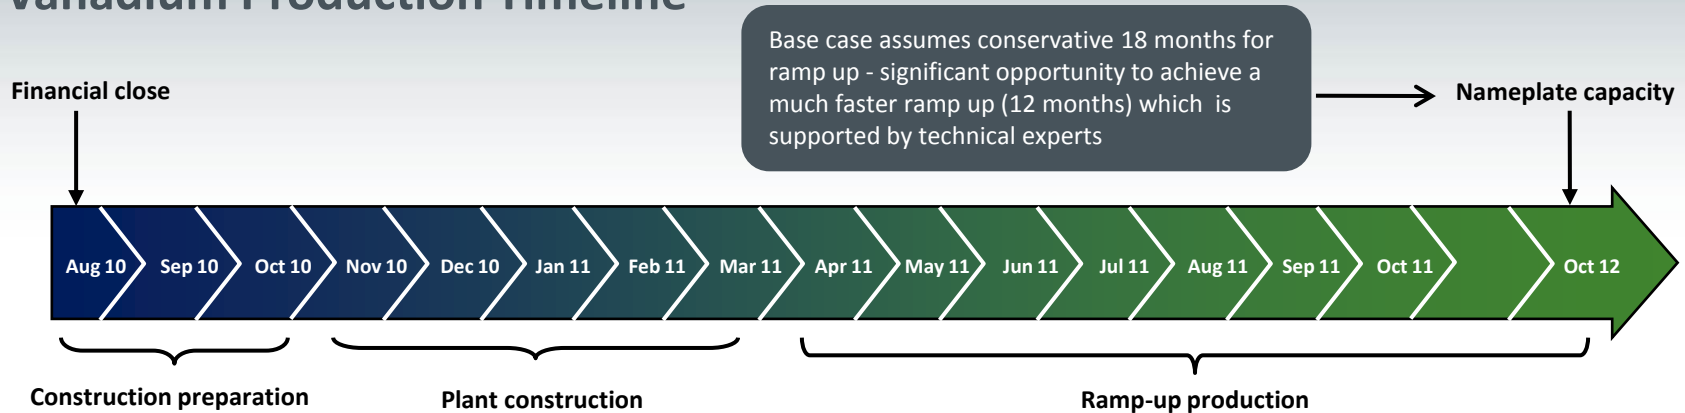 Vanadium Production Timeline
Base case assumes conservative 18 months for
ramp up - significant opportunity to achieve a
much faster ramp up (12 months) which is
supported by technical experts
Financial close
Nameplate capacity
Aug 10 Sep 10 Oct 10 Nov 10 Dec 10 Jan 11 Feb 11 Mar 11 Apr 11 May 11 Jun 11 Jul 11 Aug 11 Sep 11 Oct 11 Oct 12
Construction preparation
Plant construction
Ramp-up production